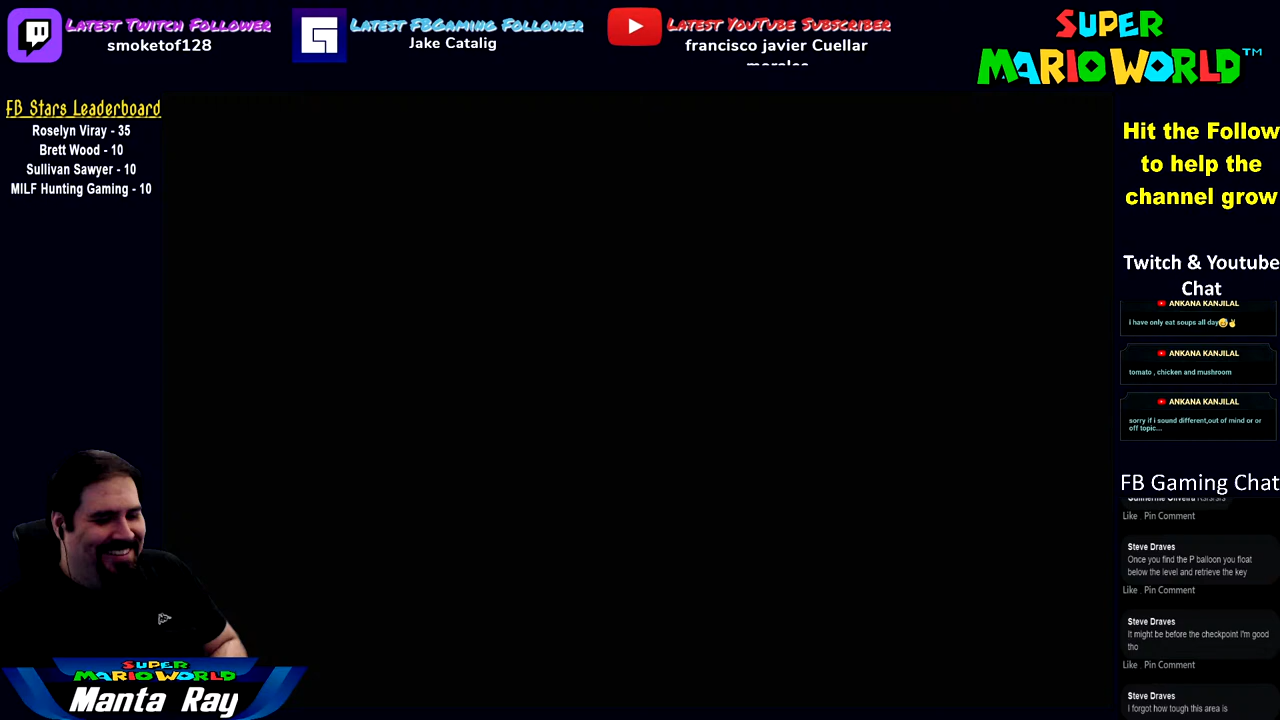 Latest Twitch Follower
smoketof128
Latest FBGaming Follower
Jake Catalig
Latest YouTube Subscriber
francisco javier Cuellar
morales
SUPER
MARIO WORLD™
FB Stars Leaderboard
Roselyn Viray - 35
Brett Wood - 10
Sullivan Sawyer - 10
MILF Hunting Gaming - 10
Hit the Follow
to help the
channel grow
Twitch & Youtube
Chat
ANKANA KANJILAL
i have only eat soups all day
ANKANA KANJILAL
tomato , chicken and mushroom
ANKANA KANJILAL
sorry if i sound different,out of mind or or
off topic...
FB Gaming Chat
Guilherme Oliveira
Like . Pin Comment
Steve Draves
Once you find the P balloon you float
below the level and retrieve the key
Like . Pin Comment
Steve Draves
It might be before the checkpoint I'm good
tho
Like . Pin Comment
Steve Draves
I forgot how tough this area is
SUPER
MARIO WORLD
Manta Ray